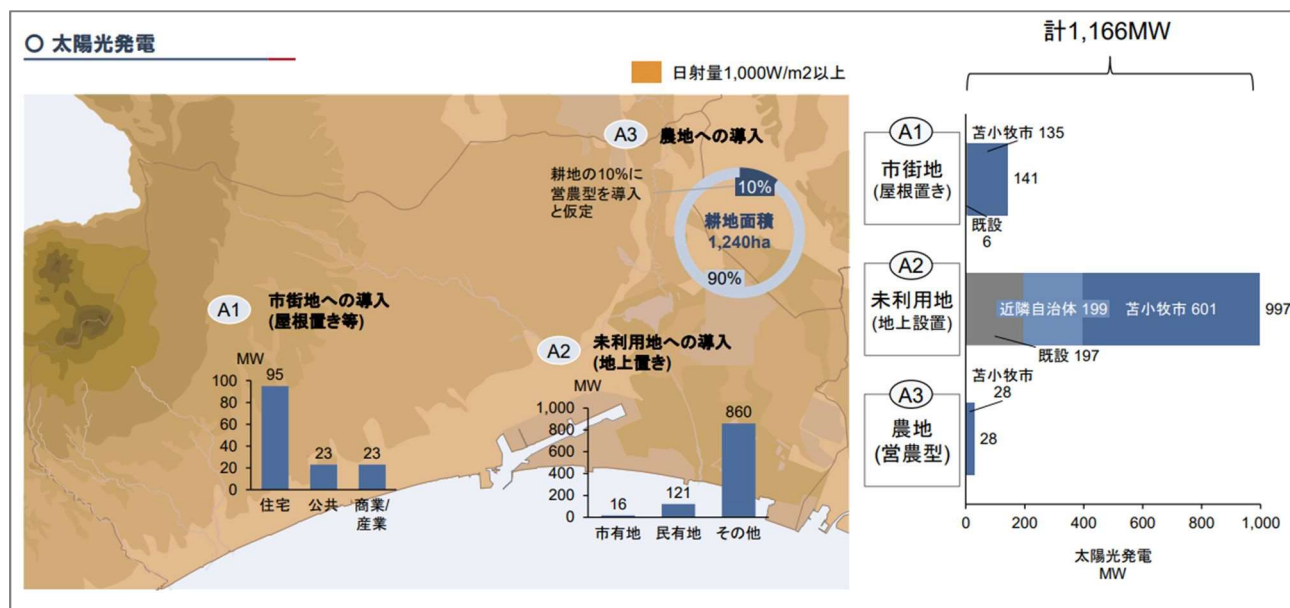 〇 太陽光発電
日射量1,000W/m2以上
A3 農地への導入
耕地の10%に
営農型を導入
と仮定
10%
耕地面積
1,240ha
90%
A1 市街地への導入
(屋根置き等)
MW
100
80
60
40
20
0
95
23
23
住宅
公共
商業/
産業
A2 未利用地への導入
(地上置き)
MW
1,000
800
600
400
200
0
16
121
860
市有地
民有地
その他
計1,166MW
A1
市街地
(屋根置き)
苫小牧市 135
141
既設
6
A2
未利用地
(地上設置)
近隣自治体 199
苫小牧市 601
997
既設 197
A3
農地
(営農型)
苫小牧市
28
28
0
200
400
600
800
1,000
太陽光発電
MW